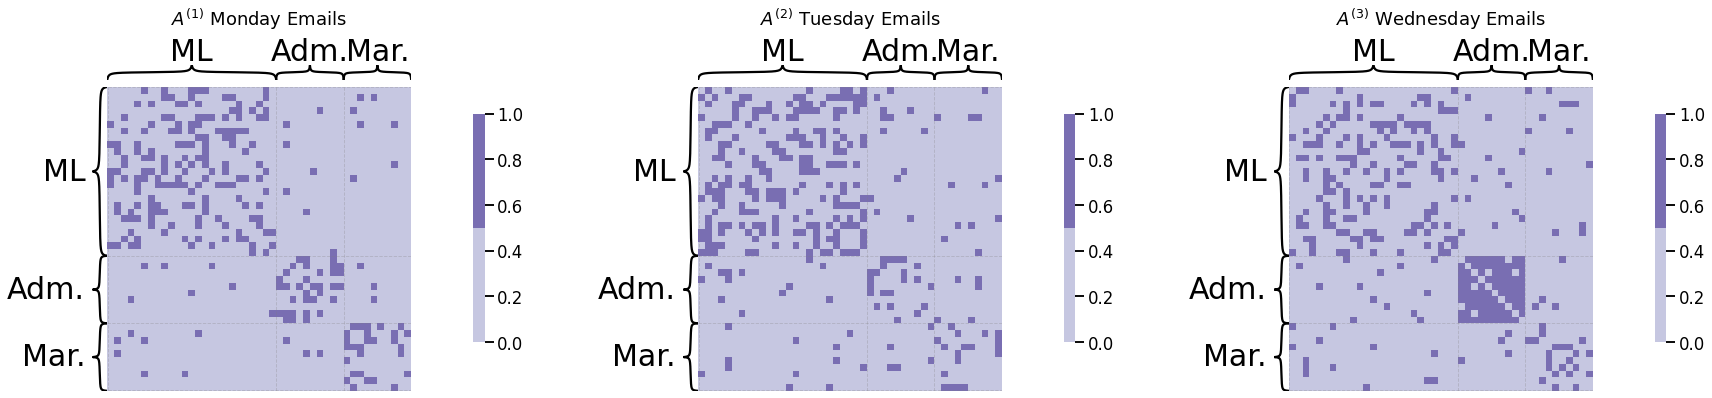 A⁽¹⁾ Monday Emails
ML Adm. Mar.
ML
Adm.
Mar.
1.0
0.8
0.6
0.4
0.2
0.0
A⁽²⁾ Tuesday Emails
ML Adm. Mar.
ML
Adm.
Mar.
1.0
0.8
0.6
0.4
0.2
0.0
A⁽³⁾ Wednesday Emails
ML Adm. Mar.
ML
Adm.
Mar.
1.0
0.8
0.6
0.4
0.2
0.0